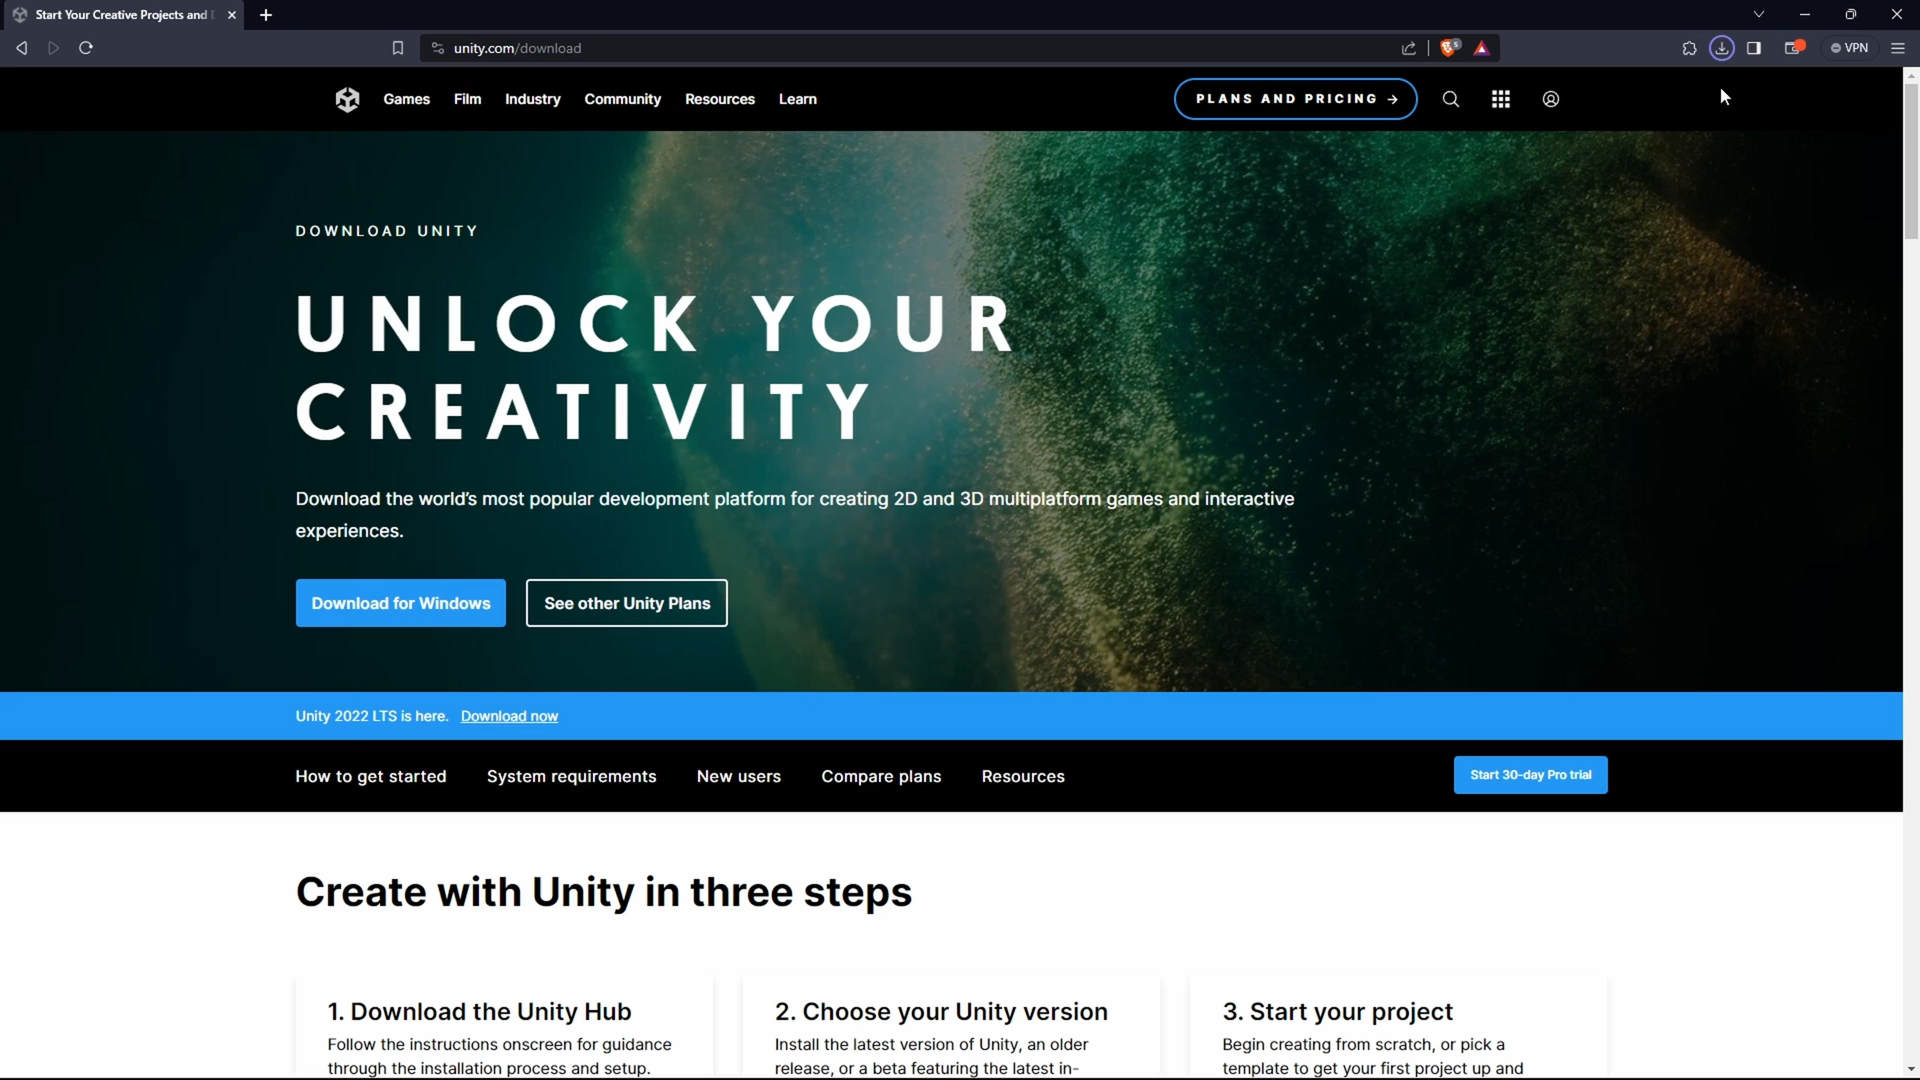 Start Your Creative Projects and
unity.com/download
5
VPN
Games
Film
Industry
Community
Resources
Learn
PLANS AND PRICING →
DOWNLOAD UNITY
UNLOCK YOUR
CREATIVITY
Download the world's most popular development platform for creating 2D and 3D multiplatform games and interactive
experiences.
Download for Windows
See other Unity Plans
Unity 2022 LTS is here. Download now
How to get started
System requirements
New users
Compare plans
Resources
Start 30-day Pro trial
Create with Unity in three steps
1. Download the Unity Hub
Follow the instructions onscreen for guidance
through the installation process and setup.
2. Choose your Unity version
Install the latest version of Unity, an older
release, or a beta featuring the latest in-
3. Start your project
Begin creating from scratch, or pick a
template to get your first project up and